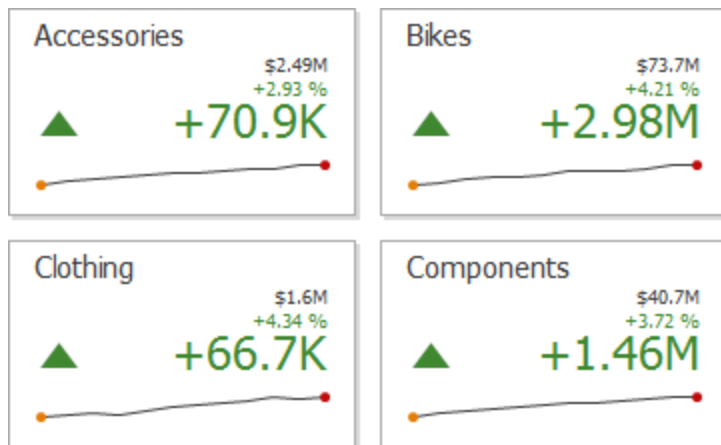 Accessories
$2.49M
+2.93 %
+70.9K
Bikes
$73.7M
+4.21 %
+2.98M
Clothing
$1.6M
+4.34 %
+66.7K
Components
$40.7M
+3.72 %
+1.46M